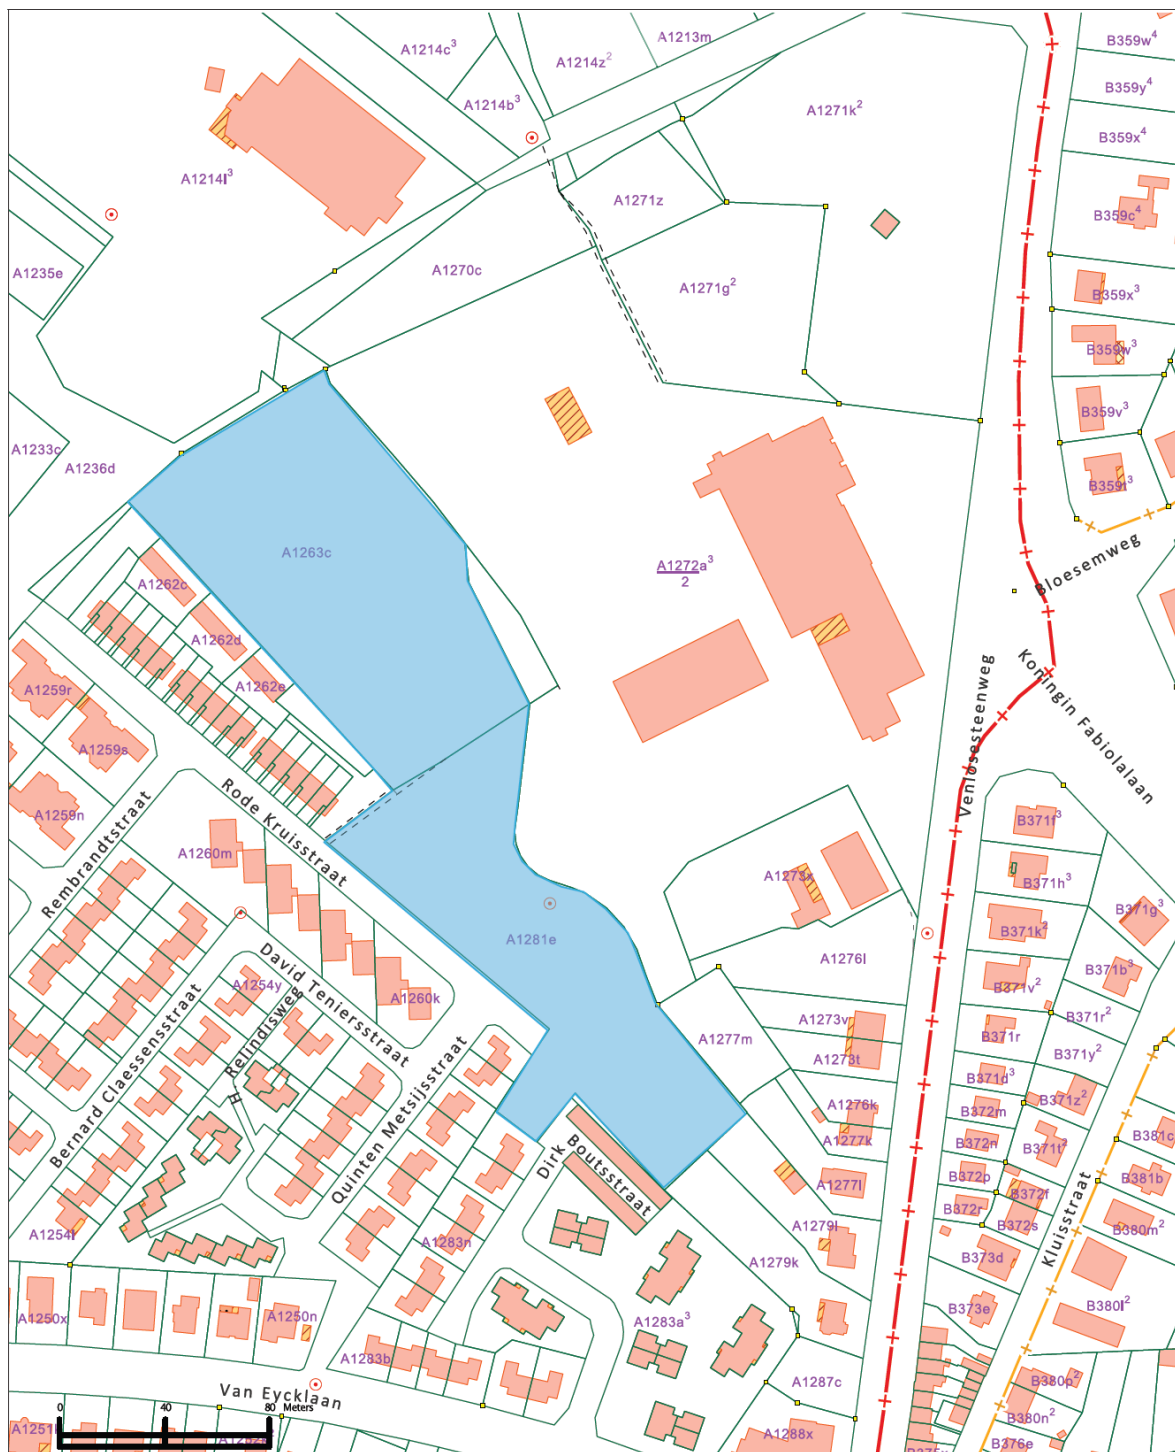 A1214c³
A1213m
A1214z²
B359w⁴
B359y⁴
A1214b³
A1271k²
B359x⁴
A1214l³
A1271z
B359c⁴
A1235e
A1270c
A1271g²
B359x³
B359w³
B359v³
A1233c
A1236d
B359t³
A1263c
Bloesemweg
A1272a³
2
A1262c
A1262d
A1262e
A1259r
A1259s
Koningin Fabiolalaan
Venlosesteenweg
A1259n
Rode Kruisstraat
Rembrandtstraat
B371f³
A1260m
A1273x
B371h³
B371g³
B371k²
A1281e
A1276l
B371b³
David Teniersstraat
A1254y
A1260k
B371v²
Bernard Claessensstraat
H. Relindisweg
Quinten Metsijsstraat
A1277m
A1273v
A1273t
B371r²
B371r
B371y²
B371d³
B371z²
A1276k
A1277k
B372m
B372n
B371t²
B381c
Dirk Boutsstraat
A1277l
B372p
B372f
B381b
B372r
B372s
Kluisstraat
A1254l
A1283n
A1279l
A1279k
B373d
B380m²
A1250x
A1250n
A1283a³
B373e
B380l²
A1283b
A1287c
B380p²
Van Eycklaan
B380n²
0 40 80 Meters
A1288x
B376e